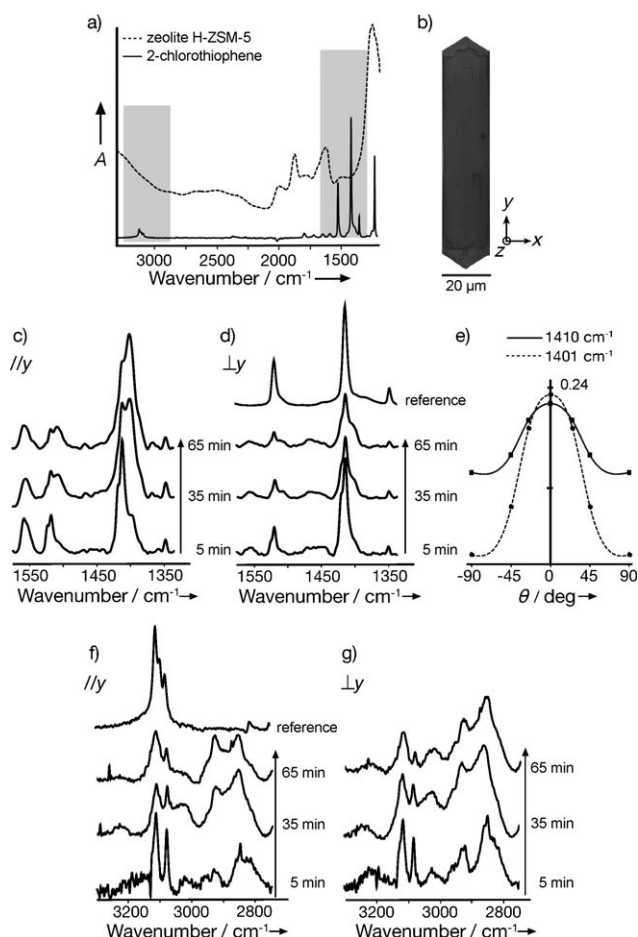 a)
zeolite H-ZSM-5
2-chlorothiophene
A
3000 2500 2000 1500
Wavenumber / cm⁻¹
b)
y
z x
20 µm
c)
//y
65 min
35 min
5 min
1550 1450 1350
Wavenumber / cm⁻¹
d)
⊥y
reference
65 min
35 min
5 min
1550 1450 1350
Wavenumber / cm⁻¹
e)
1410 cm⁻¹
1401 cm⁻¹
0.24
-90 -45 0 45 90
θ / deg
f)
//y
reference
65 min
35 min
5 min
3200 3000 2800
Wavenumber / cm⁻¹
g)
⊥y
65 min
35 min
5 min
3200 3000 2800
Wavenumber / cm⁻¹